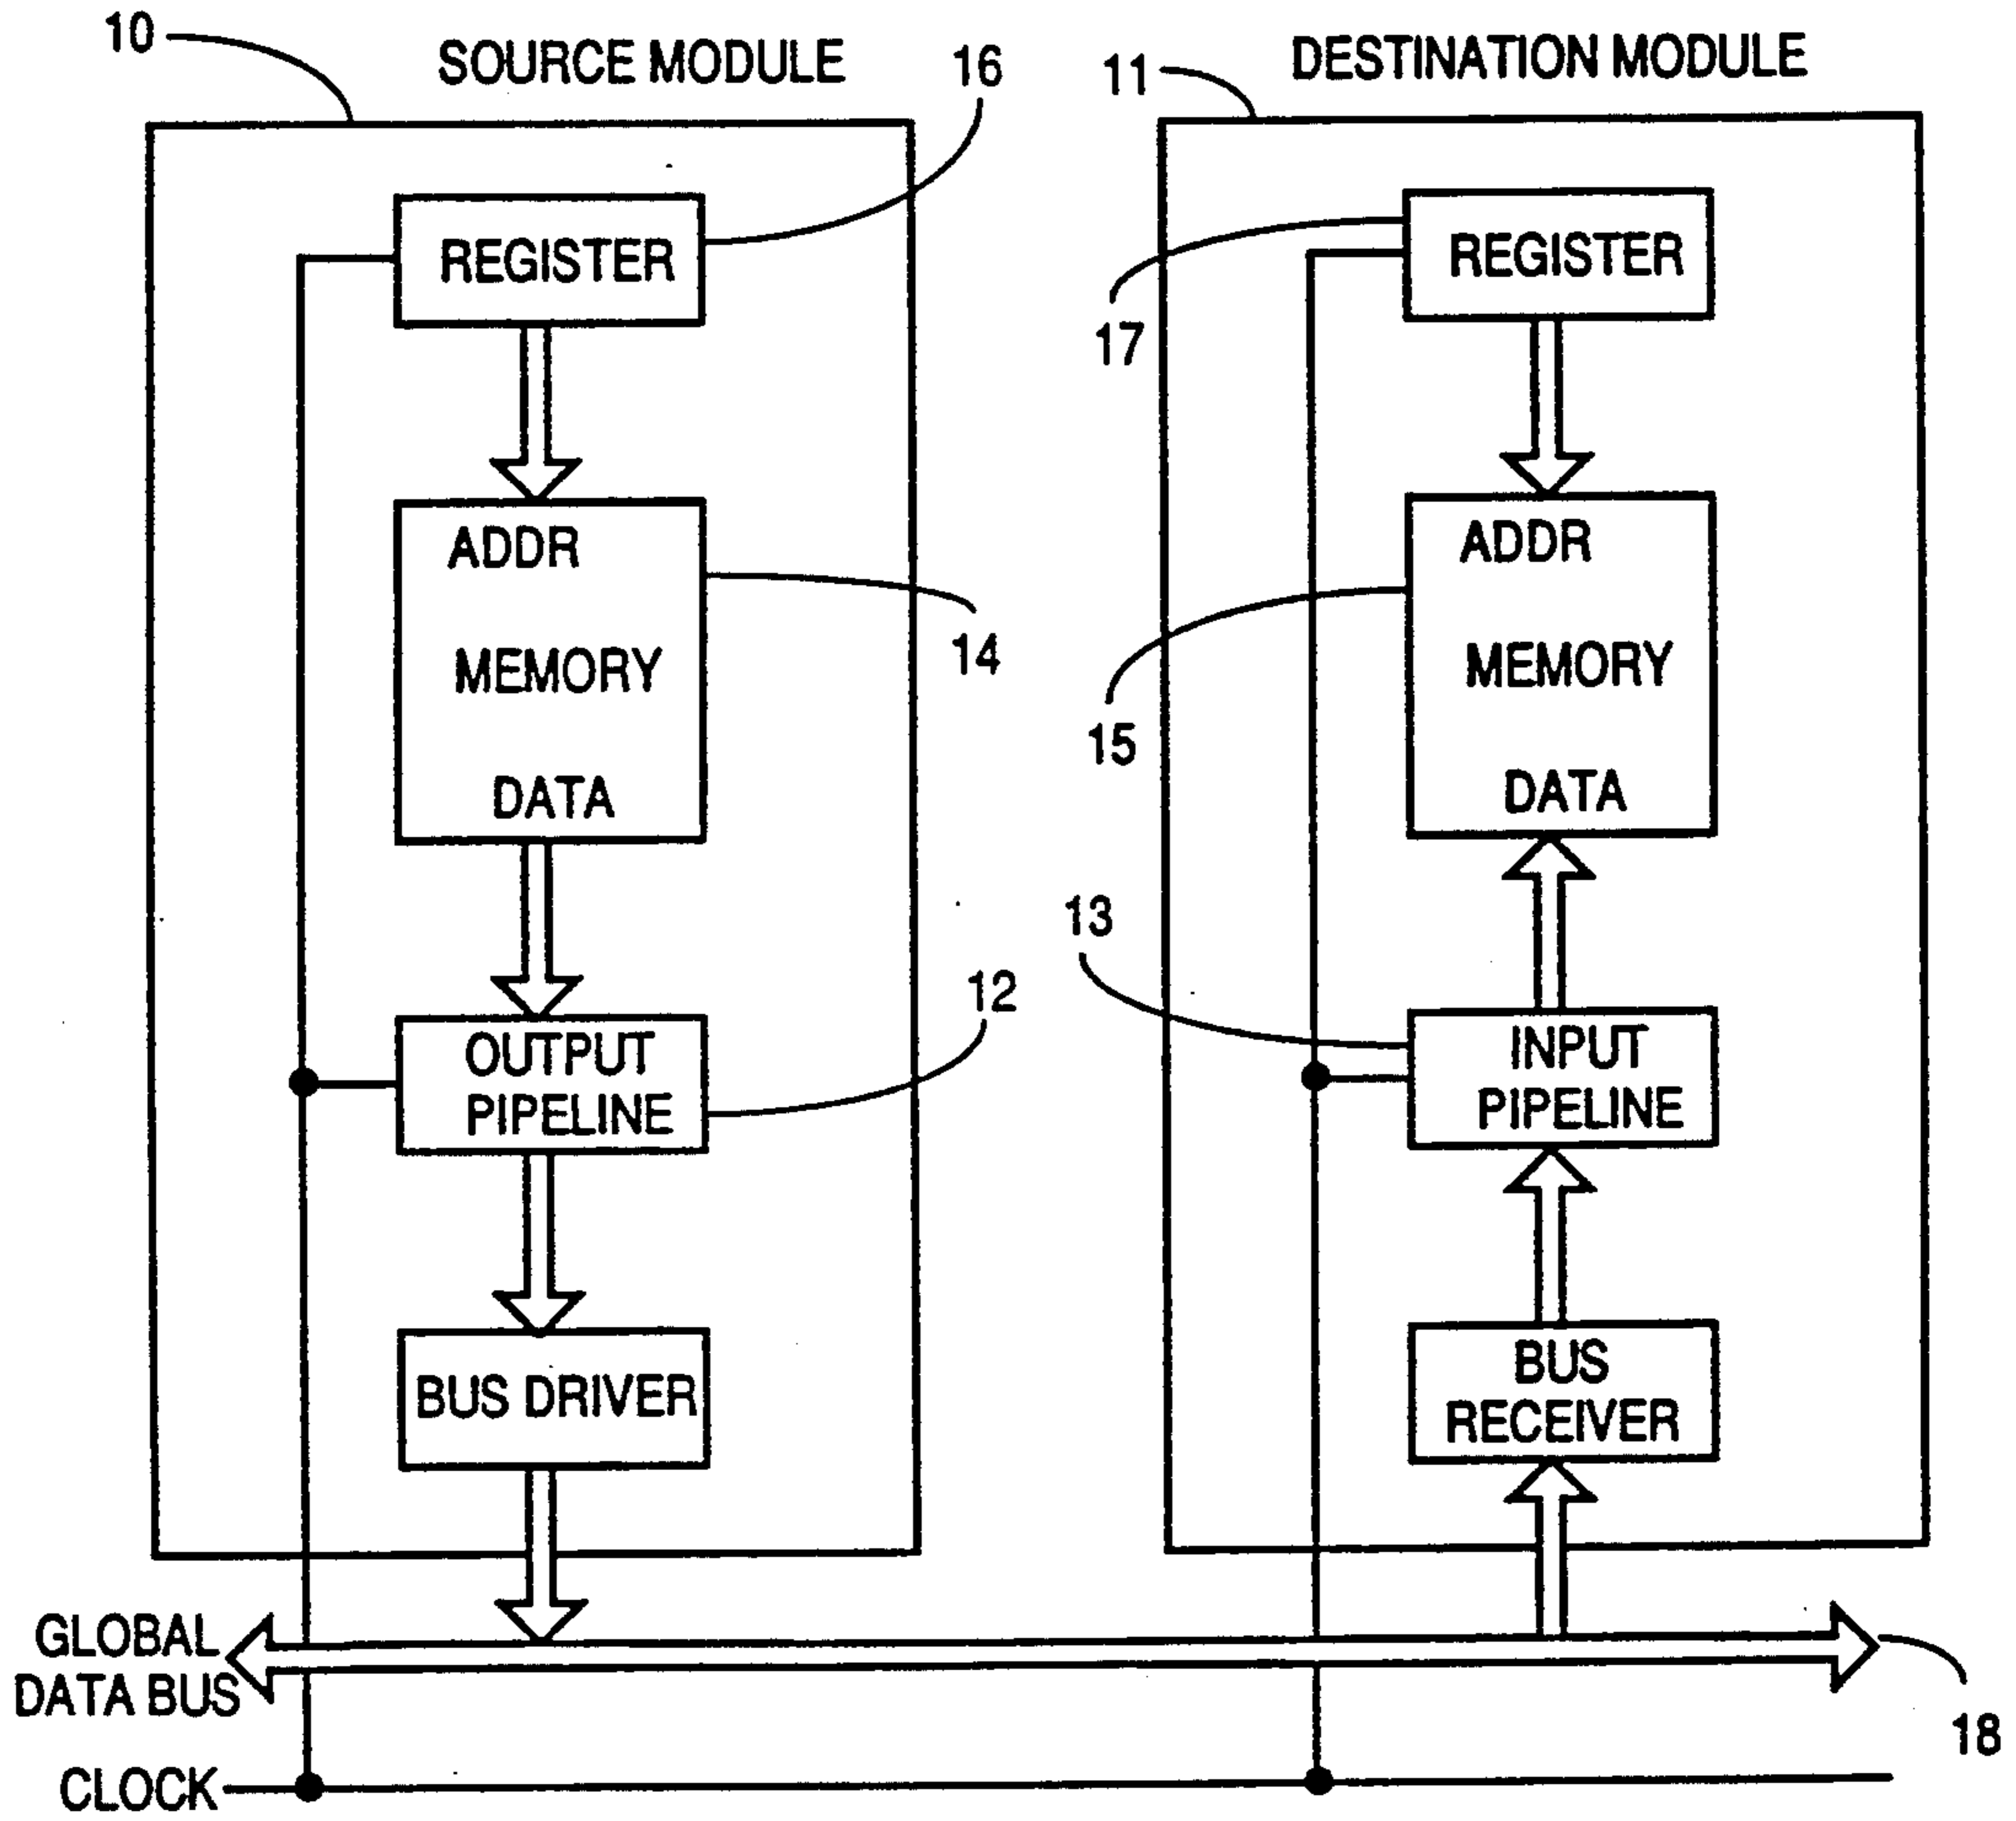 10
SOURCE MODULE
16
REGISTER
ADDR
MEMORY
DATA
14
OUTPUT
PIPELINE
12
BUS DRIVER
11
DESTINATION MODULE
REGISTER
17
ADDR
MEMORY
DATA
15
13
INPUT
PIPELINE
BUS
RECEIVER
GLOBAL
DATA BUS
18
CLOCK